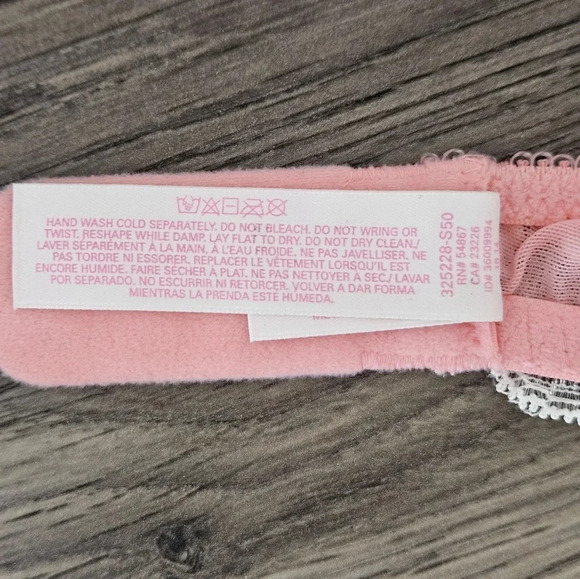 HAND WASH COLD SEPARATELY. DO NOT BLEACH. DO NOT WRING OR
TWIST. RESHAPE WHILE DAMP. LAY FLAT TO DRY. DO NOT DRY CLEAN./
LAVER SÉPARÉMENT À LA MAIN, À L'EAU FROIDE. NE PAS JAVELLISER. NE
PAS TORDRE NI ESSORER. REPLACER LE VÊTEMENT LORSQU'IL EST
ENCORE HUMIDE. FAIRE SÉCHER À PLAT. NE PAS NETTOYER À SEC./ LAVAR
POR SEPARADO. NO ESCURRIR NI RETORCER. VOLVER A DAR FORMA
MIENTRAS LA PRENDA ESTE HUMEDA.
325228-S50
RN# 54867
CA# 23226
ID# 36009994